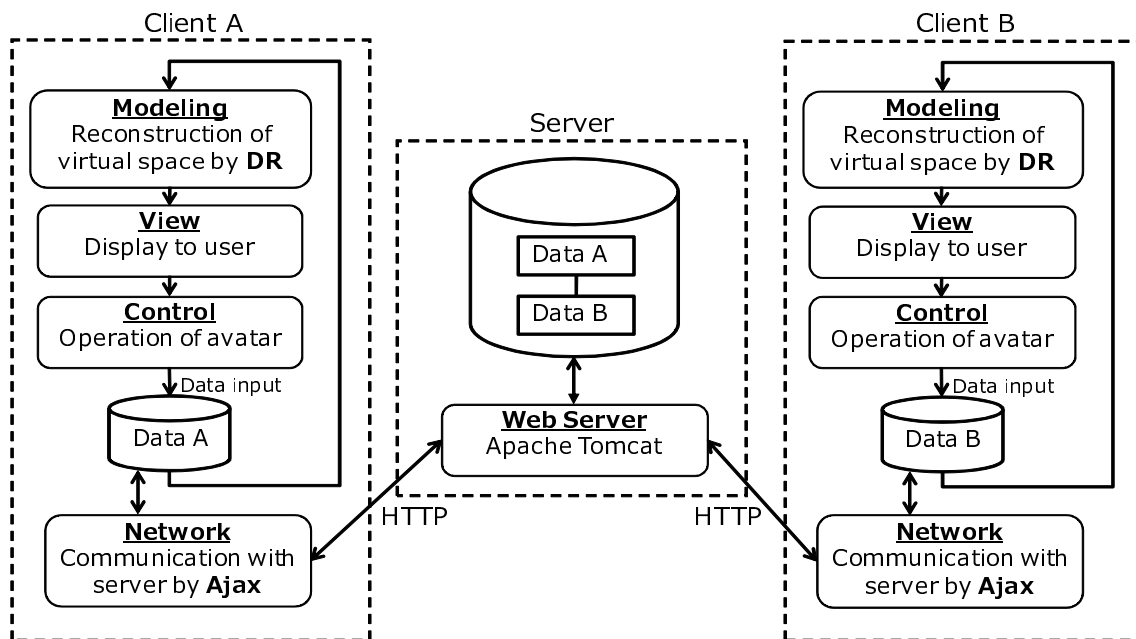 Client A
Modeling
Reconstruction of
virtual space by DR
View
Display to user
Control
Operation of avatar
Data input
Data A
Network
Communication with
server by Ajax
HTTP
Server
Data A
Data B
Web Server
Apache Tomcat
HTTP
Client B
Modeling
Reconstruction of
virtual space by DR
View
Display to user
Control
Operation of avatar
Data input
Data B
Network
Communication with
server by Ajax